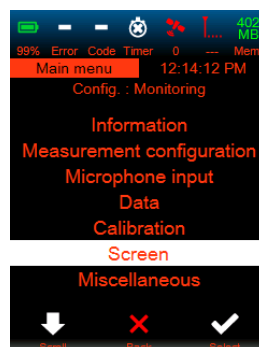 99% Error Code Timer 0 --- Mem
402 MB
Main menu 12:14:12 PM
Config. : Monitoring
Information
Measurement configuration
Microphone input
Data
Calibration
Screen
Miscellaneous
Scroll Back Select